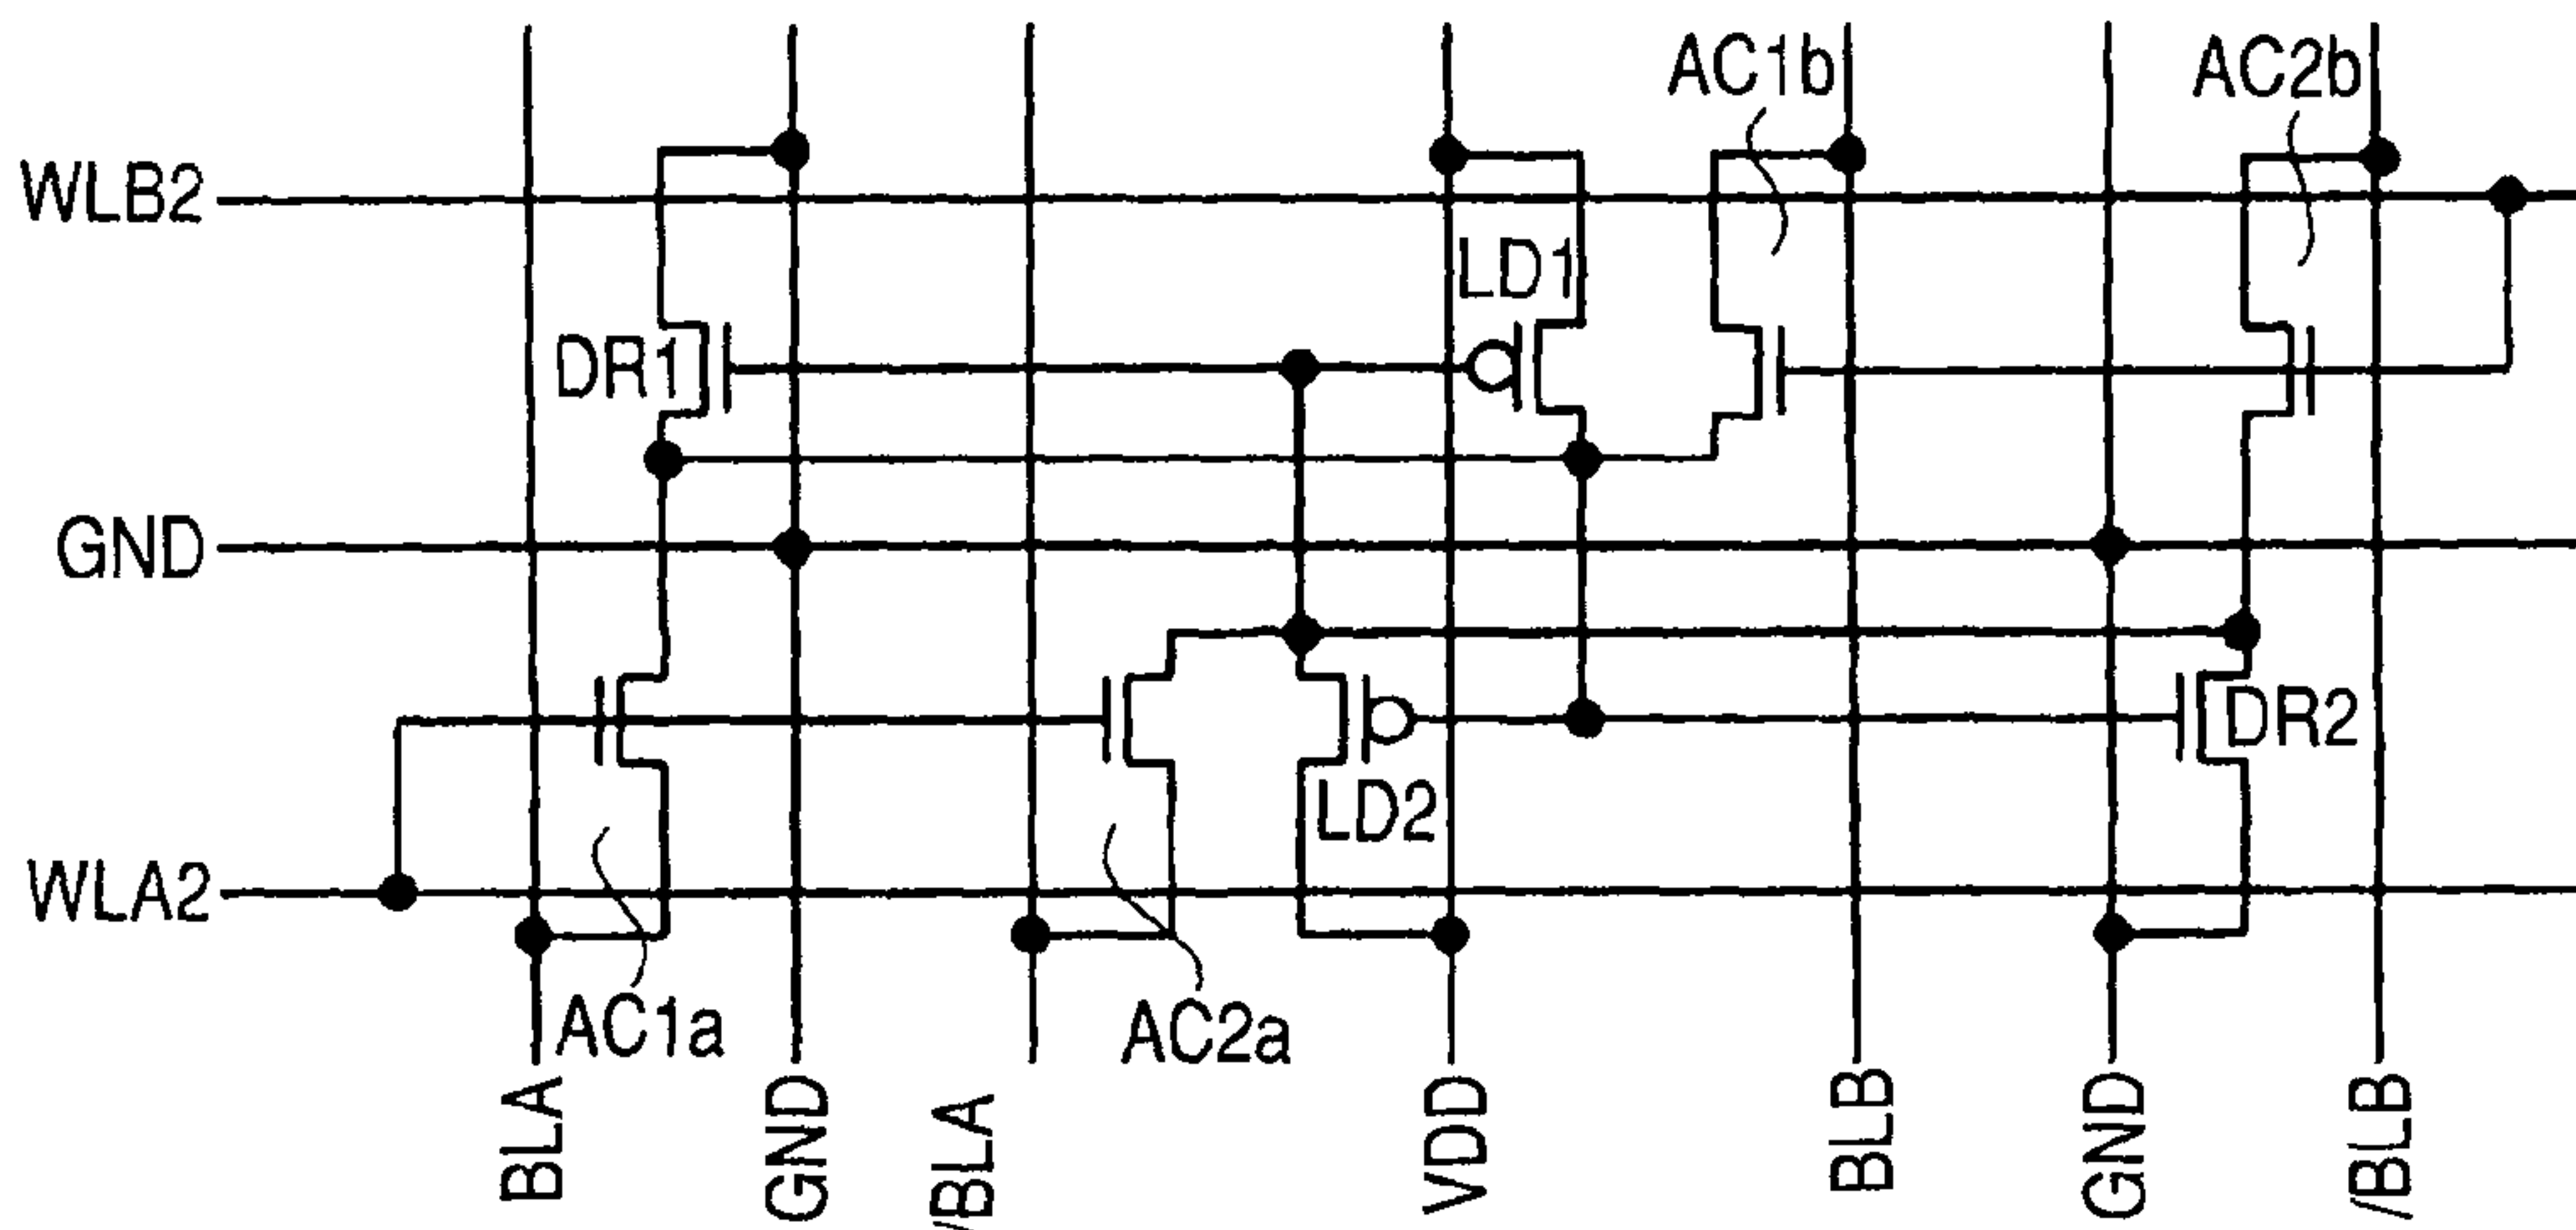 AC1b
AC2b
WLB2
LD1
DR1
GND
DR2
LD2
WLA2
AC1a
AC2a
BLA
GND
/BLA
VDD
BLB
GND
/BLB